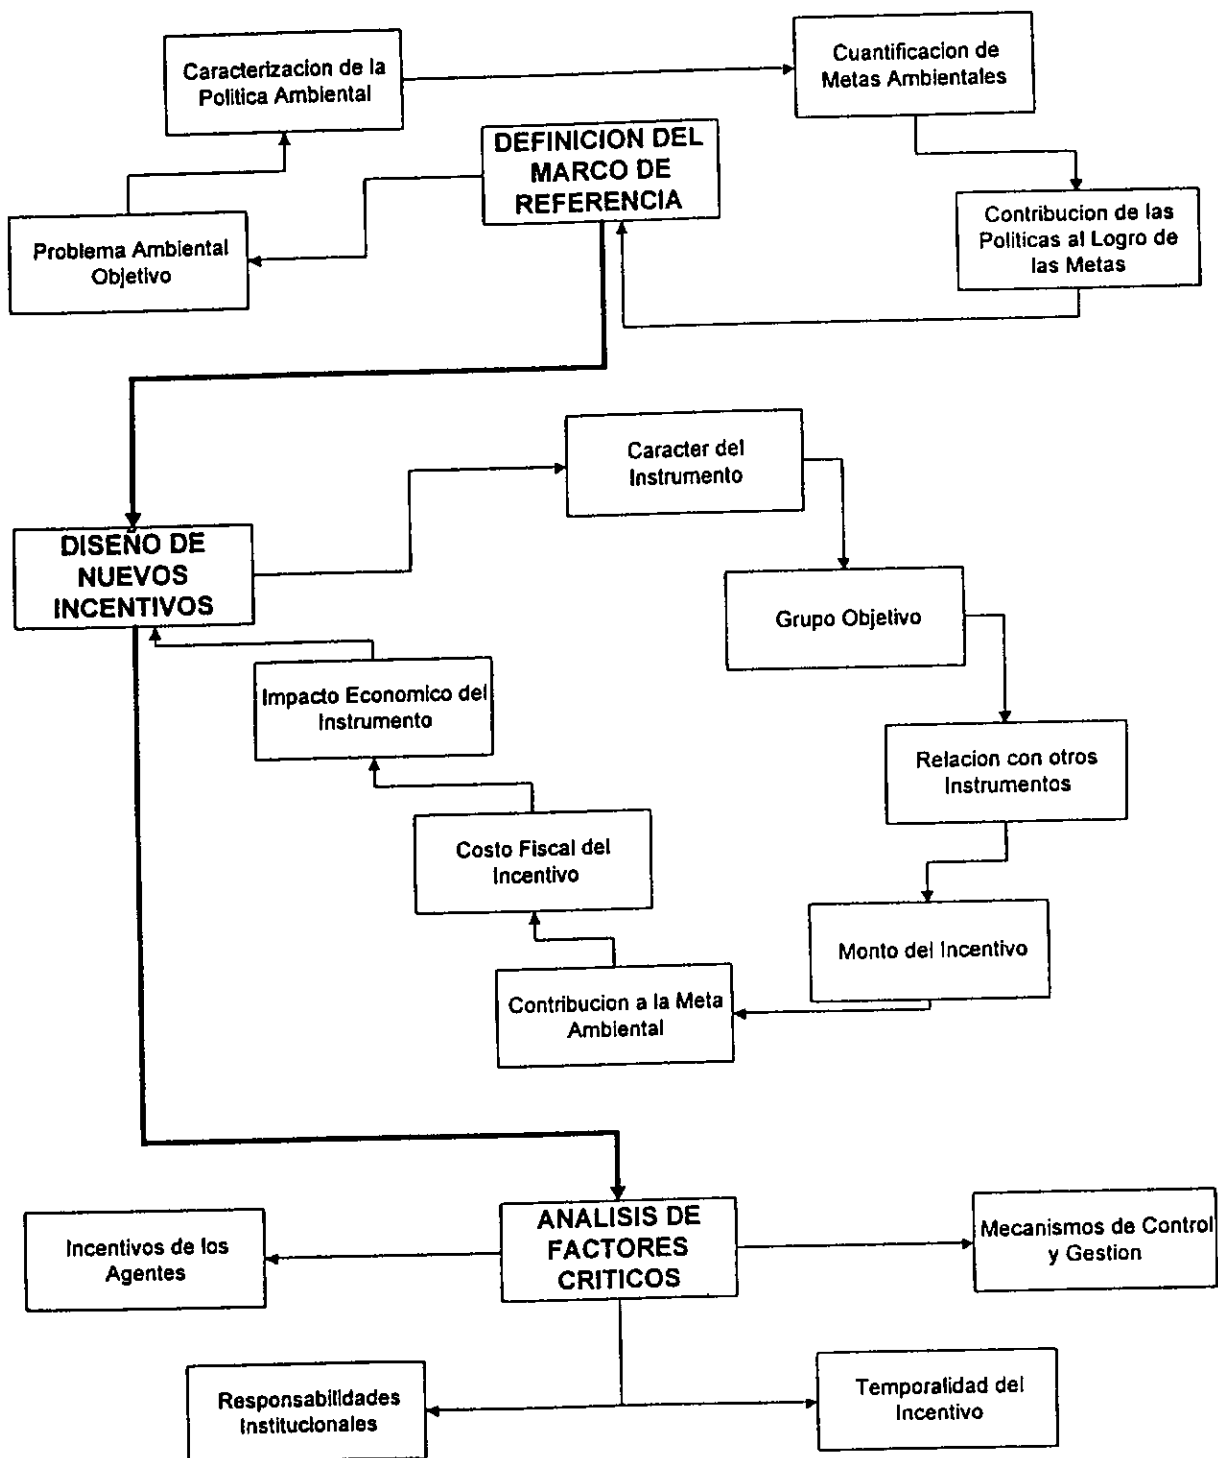 Caracterizacion de la
Politica Ambiental
Cuantificacion de
Metas Ambientales
DEFINICION DEL
MARCO DE
REFERENCIA
Problema Ambiental
Objetivo
Contribucion de las
Politicas al Logro de
las Metas
Caracter del
Instrumento
DISEÑO DE
NUEVOS
INCENTIVOS
Grupo Objetivo
Impacto Economico del
Instrumento
Relacion con otros
Instrumentos
Costo Fiscal del
Incentivo
Monto del Incentivo
Contribucion a la Meta
Ambiental
ANALISIS DE
FACTORES
CRITICOS
Incentivos de los
Agentes
Mecanismos de Control
y Gestion
Responsabilidades
Institucionales
Temporalidad del
Incentivo